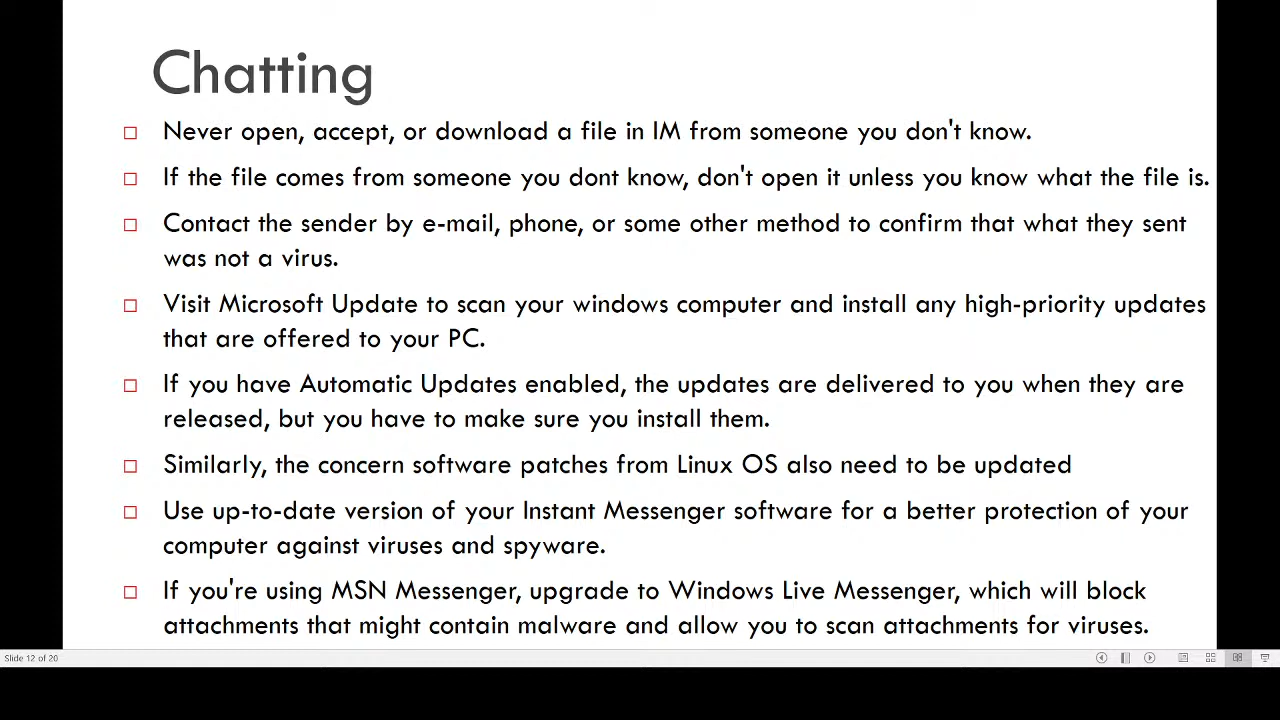 Chatting
Never open, accept, or download a file in IM from someone you don't know.
If the file comes from someone you dont know, don't open it unless you know what the file is.
Contact the sender by e-mail, phone, or some other method to confirm that what they sent
was not a virus.
Visit Microsoft Update to scan your windows computer and install any high-priority updates
that are offered to your PC.
If you have Automatic Updates enabled, the updates are delivered to you when they are
released, but you have to make sure you install them.
Similarly, the concern software patches from Linux OS also need to be updated
Use up-to-date version of your Instant Messenger software for a better protection of your
computer against viruses and spyware.
If you're using MSN Messenger, upgrade to Windows Live Messenger, which will block
attachments that might contain malware and allow you to scan attachments for viruses.
Slide 12 of 20